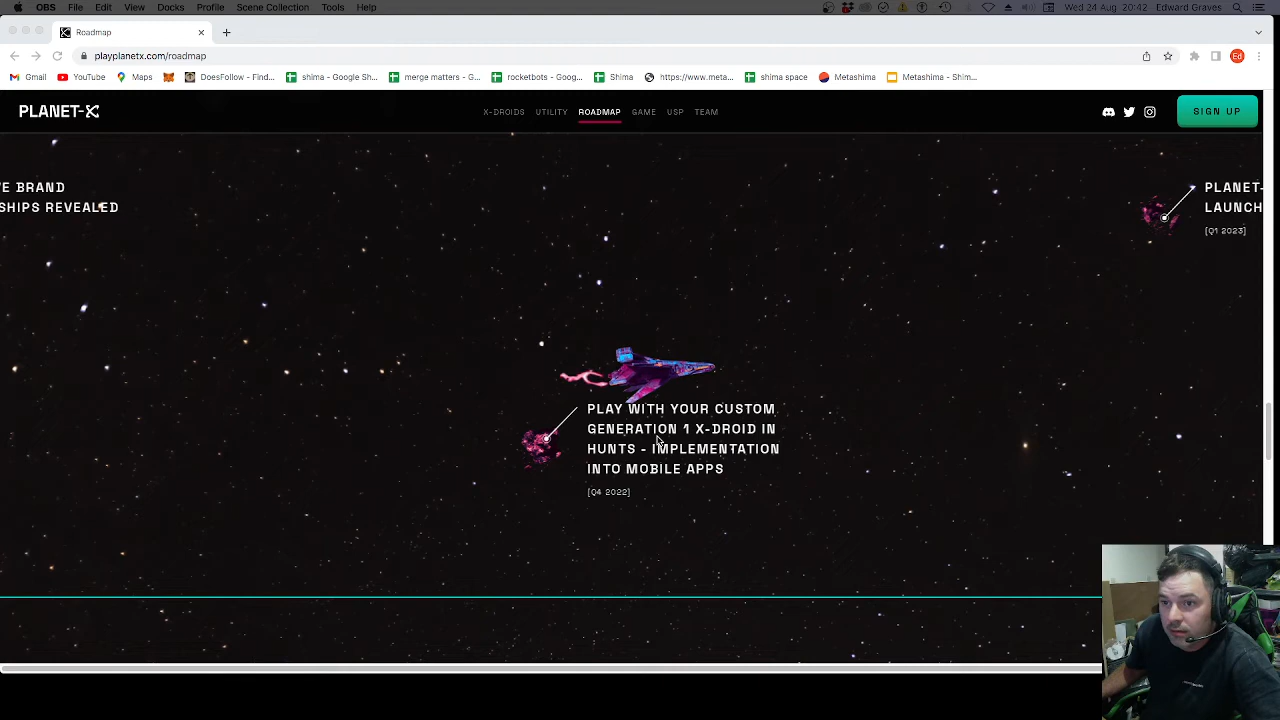 OBS File Edit View Docks Profile Scene Collection Tools Help Wed 24 Aug 20:42 Edward Graves
Roadmap
playplanetx.com/roadmap Ed
Gmail YouTube Maps DoesFollow - Find... shima - Google Sh... merge matters - G... rocketbots - Goog... Shima https://www.meta... shima space Metashima Metashima - Shim...
PLANET-X X-DROIDS UTILITY ROADMAP GAME USP TEAM SIGN UP
VE BRAND
SHIPS REVEALED
PLANET-
LAUNCH
[Q1 2023]
PLAY WITH YOUR CUSTOM
GENERATION 1 X-DROID IN
HUNTS - IMPLEMENTATION
INTO MOBILE APPS
[Q4 2022]